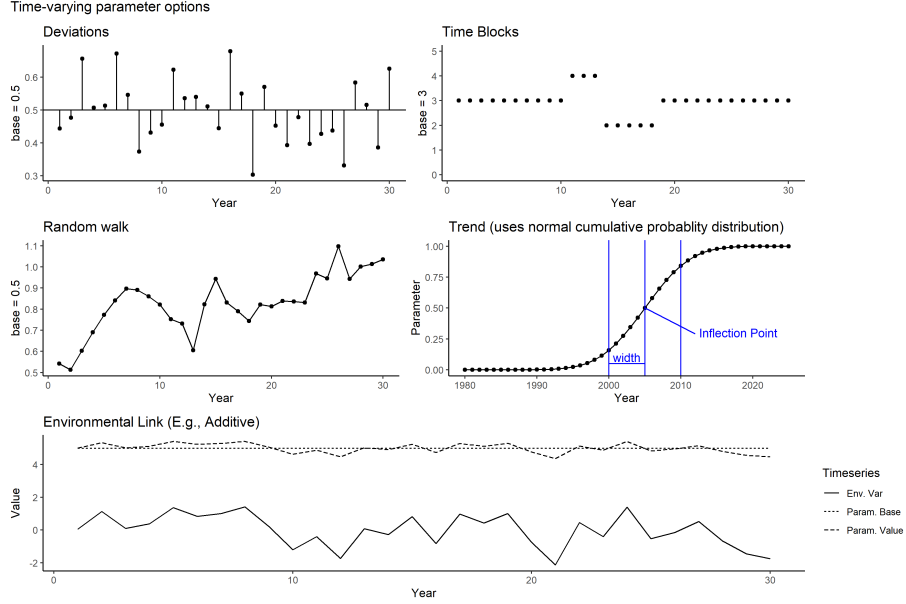 Time-varying parameter options
Deviations
base = 0.5
0.6
0.5
0.4
0.3
0
10
20
30
Year
Time Blocks
base = 3
5
4
3
2
1
0
0
10
20
30
Year
Random walk
base = 0.5
1.1
1.0
0.9
0.8
0.7
0.6
0.5
0
10
20
30
Year
Trend (uses normal cumulative probablity distribution)
Parameter
1.00
0.75
0.50
0.25
0.00
Inflection Point
width
1980
1990
2000
2010
2020
Year
Environmental Link (E.g., Additive)
Value
4
2
0
-2
0
10
20
30
Year
Timeseries
Env. Var
Param. Base
Param. Value